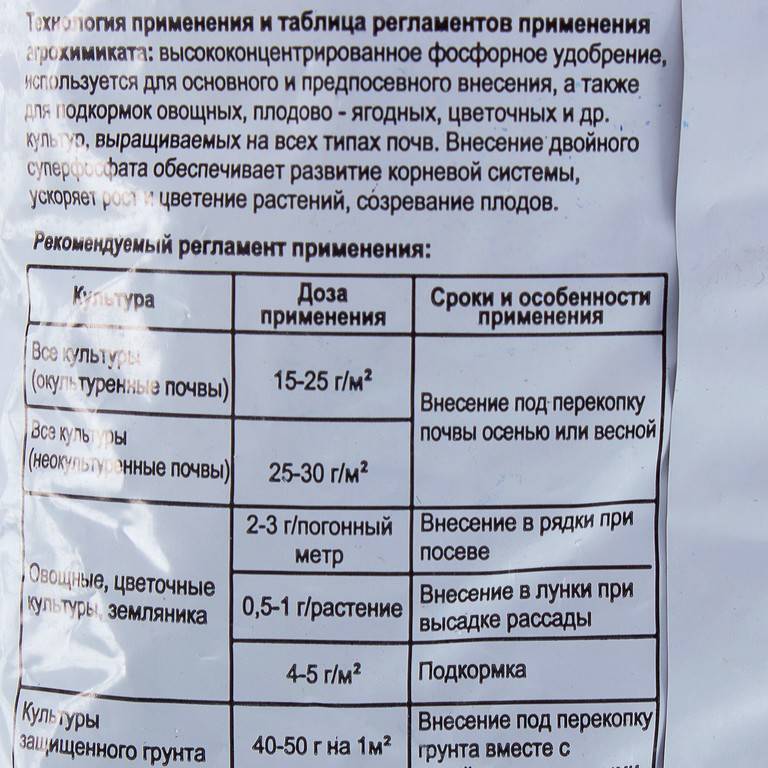 Технология применения и таблица регламентов применения
агрохимиката: высококонцентрированное фосфорное удобрение,
используется для основного и предпосевного внесения, а также
для подкормок овощных, плодово - ягодных, цветочных и др.
культур, выращиваемых на всех типах почв. Внесение двойного
суперфосфата обеспечивает развитие корневой системы,
ускоряет рост и цветение растений, созревание плодов.
Рекомендуемый регламент применения:
Культура
Доза
применения
Сроки и особенности
применения
Все культуры
(окультуренные почвы)
15-25 г/м²
Внесение под перекопку
почвы осенью или весной
Все культуры
(неокультуренные почвы)
25-30 г/м²
Овощные, цветочные
культуры, земляника
2-3 г/погонный
метр
Внесение в рядки при
посеве
0,5-1 г/растение
Внесение в лунки при
высадке рассады
4-5 г/м²
Подкормка
Культуры
защищенного грунта
40-50 г на 1м²
Внесение под перекопку
грунта вместе с